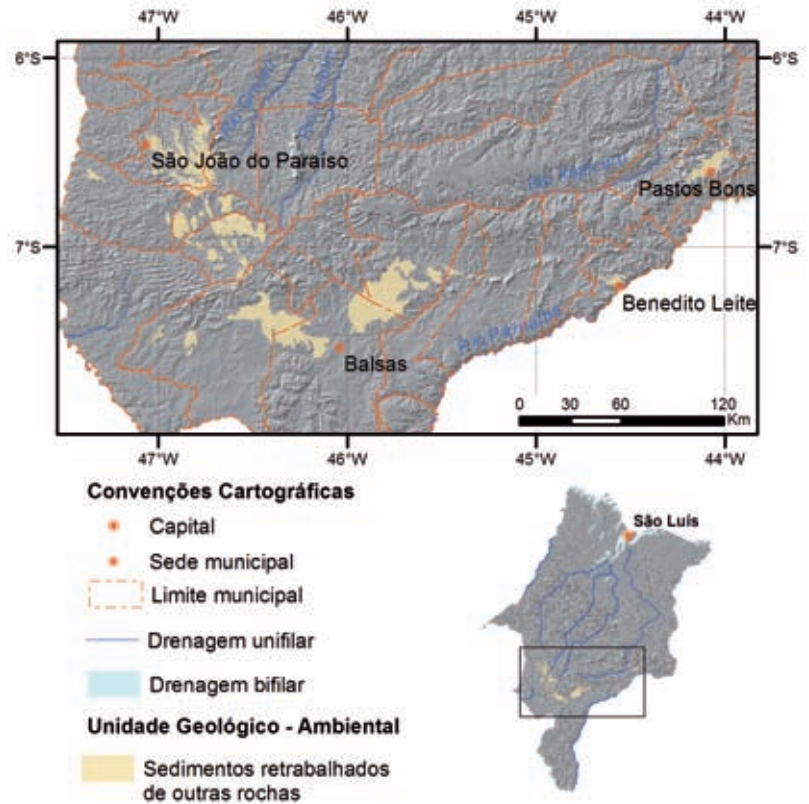 47°W
46°W
45°W
44°W
6°S
6°S
Rio Grajaú
São João do Paraíso
Pastos Bons
7°S
7°S
Benedito Leite
Rio Parnaíba
Balsas
0 30 60 120
Km
47°W
46°W
45°W
44°W
Convenções Cartográficas
Capital
Sede municipal
Limite municipal
Drenagem unifilar
Drenagem bifilar
Unidade Geológico - Ambiental
Sedimentos retrabalhados
de outras rochas
São Luís